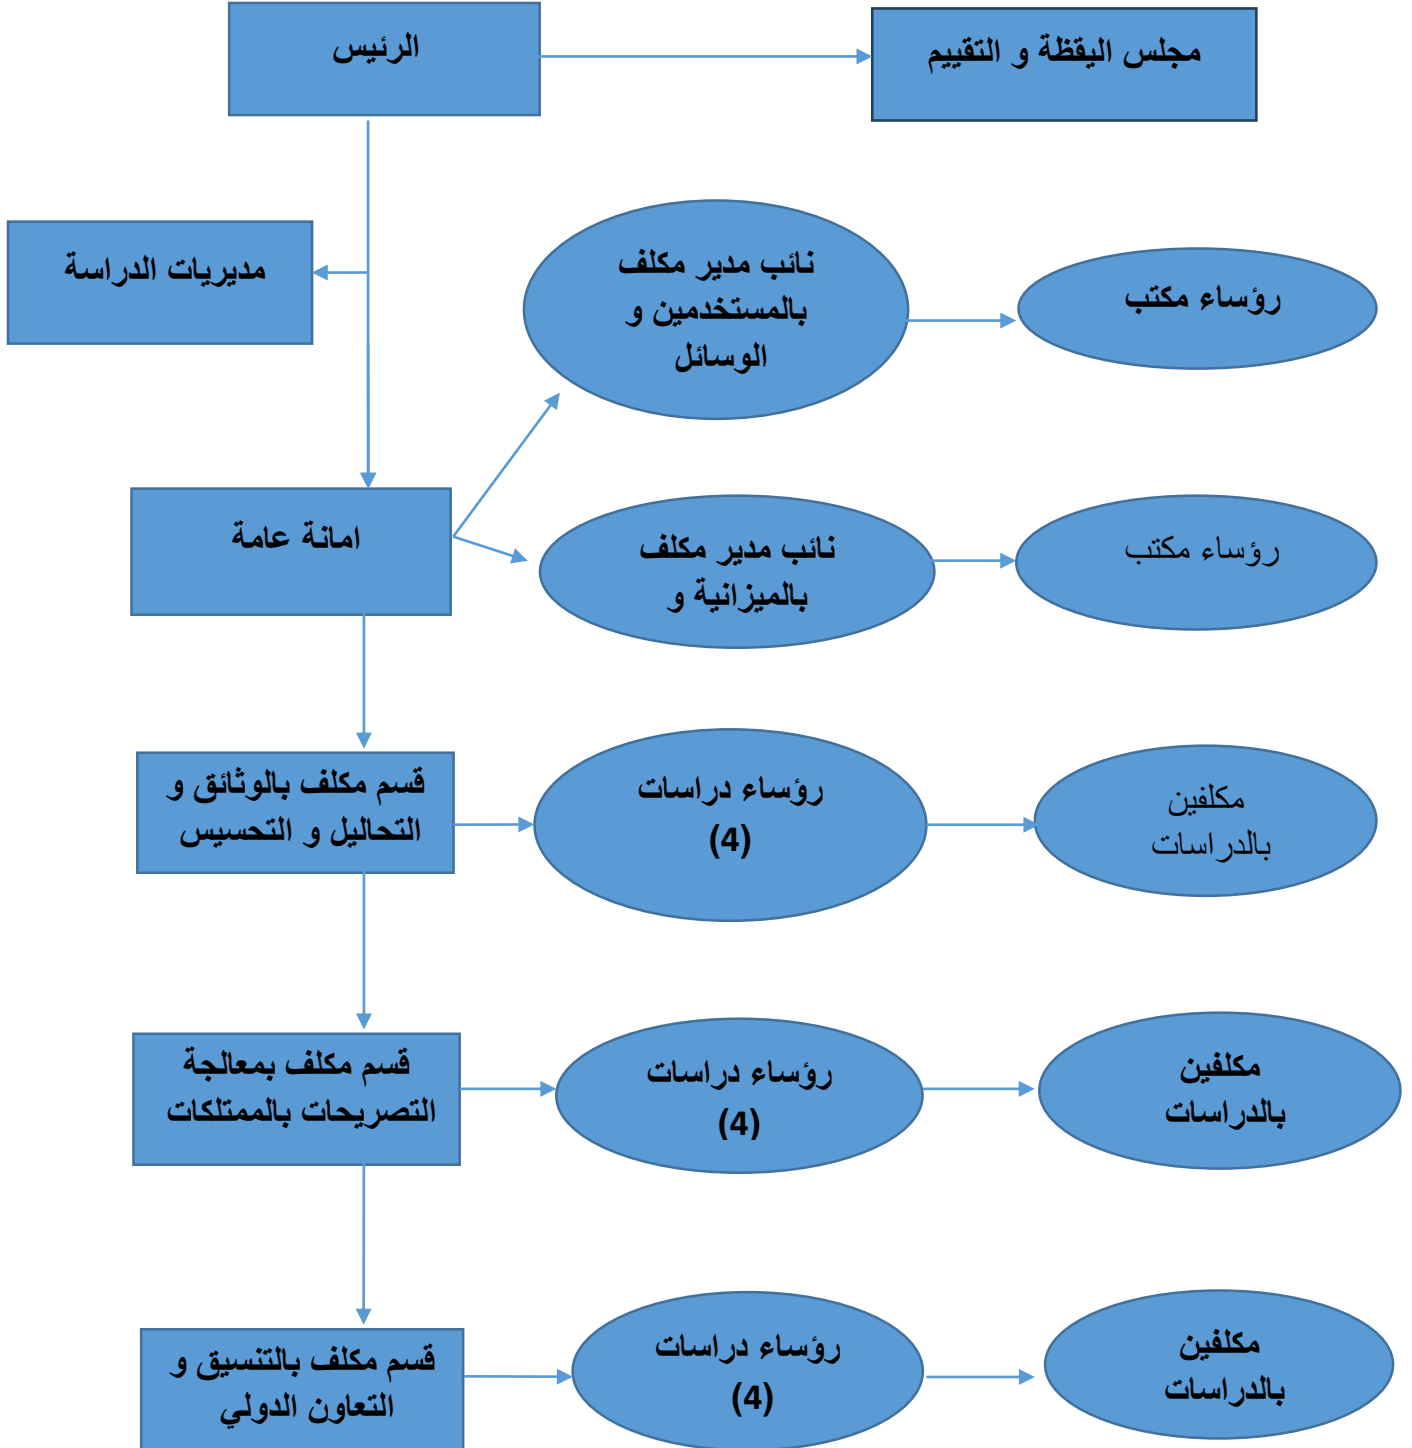 الرئيس
مجلس اليقظة و التقييم
مديريات الدراسة
نائب مدير مكلف
بالمستخدمين و
الوسائل
رؤساء مكتب
امانة عامة
نائب مدير مكلف
بالميزانية و
رؤساء مكتب
قسم مكلف بالوثائق و
التحاليل و التحسيس
رؤساء دراسات
(4)
مكلفين
بالدراسات
قسم مكلف بمعالجة
التصريحات بالممتلكات
رؤساء دراسات
(4)
مكلفين
بالدراسات
قسم مكلف بالتنسيق و
التعاون الدولي
رؤساء دراسات
(4)
مكلفين
بالدراسات